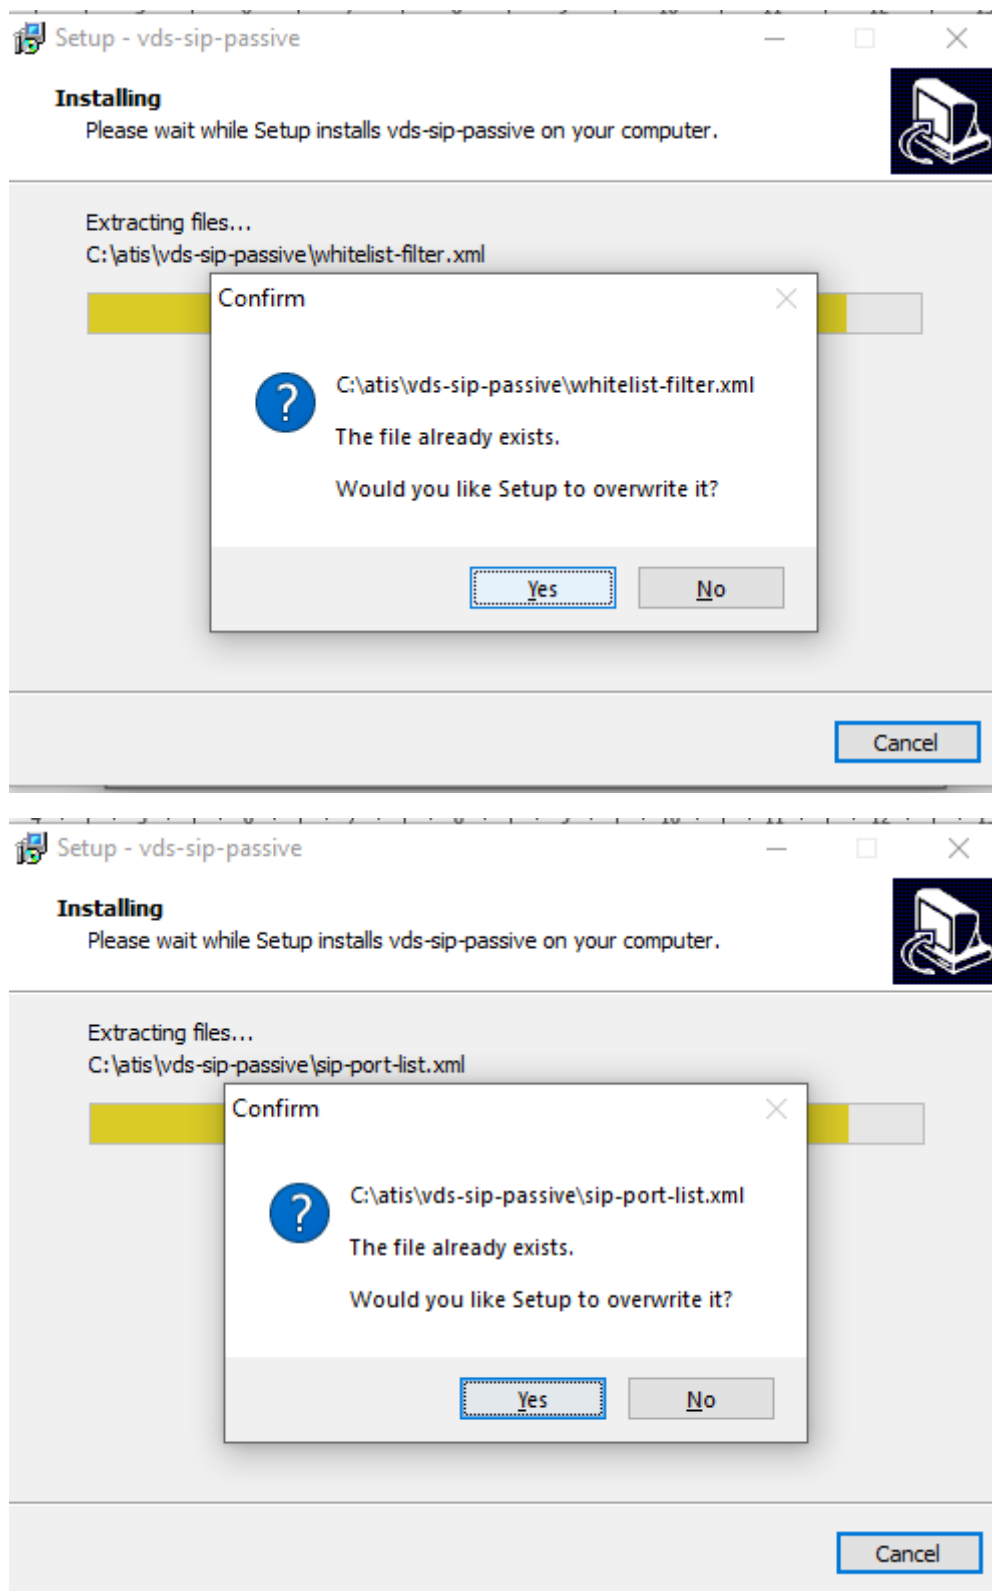 Setup - vds-sip-passive
Installing
Please wait while Setup installs vds-sip-passive on your computer.
Extracting files...
C:\atis\vds-sip-passive\whitelist-filter.xml
Confirm
C:\atis\vds-sip-passive\whitelist-filter.xml
The file already exists.
Would you like Setup to overwrite it?
Yes No
Cancel
Setup - vds-sip-passive
Installing
Please wait while Setup installs vds-sip-passive on your computer.
Extracting files...
C:\atis\vds-sip-passive\sip-port-list.xml
Confirm
C:\atis\vds-sip-passive\sip-port-list.xml
The file already exists.
Would you like Setup to overwrite it?
Yes No
Cancel